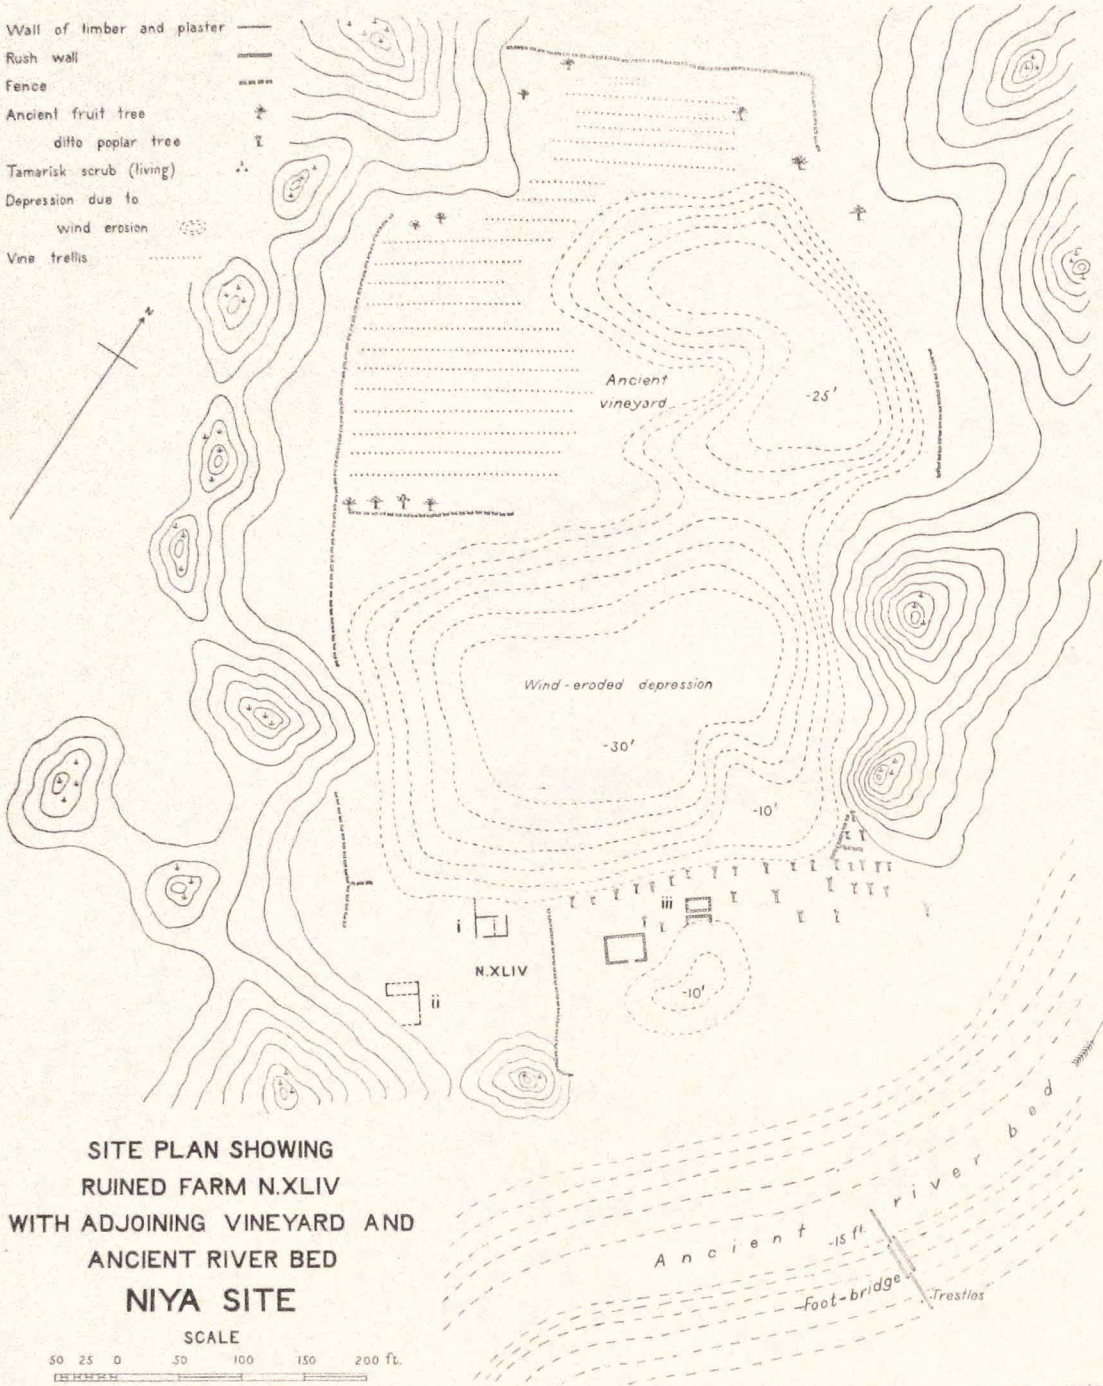 Wall of timber and plaster
Rush wall
Fence
Ancient fruit tree
ditto poplar tree
Tamarisk scrub (living)
Depression due to
wind erosion
Vine trellis
N
Ancient
vineyard
-25'
Wind-eroded depression
-30'
-10'
i
iii
N.XLIV
ii
-10'
Ancient river bed
-15 ft.
Foot-bridge
Trestles
SITE PLAN SHOWING
RUINED FARM N.XLIV
WITH ADJOINING VINEYARD AND
ANCIENT RIVER BED
NIYA SITE
SCALE
50 25 0 50 100 150 200 ft.